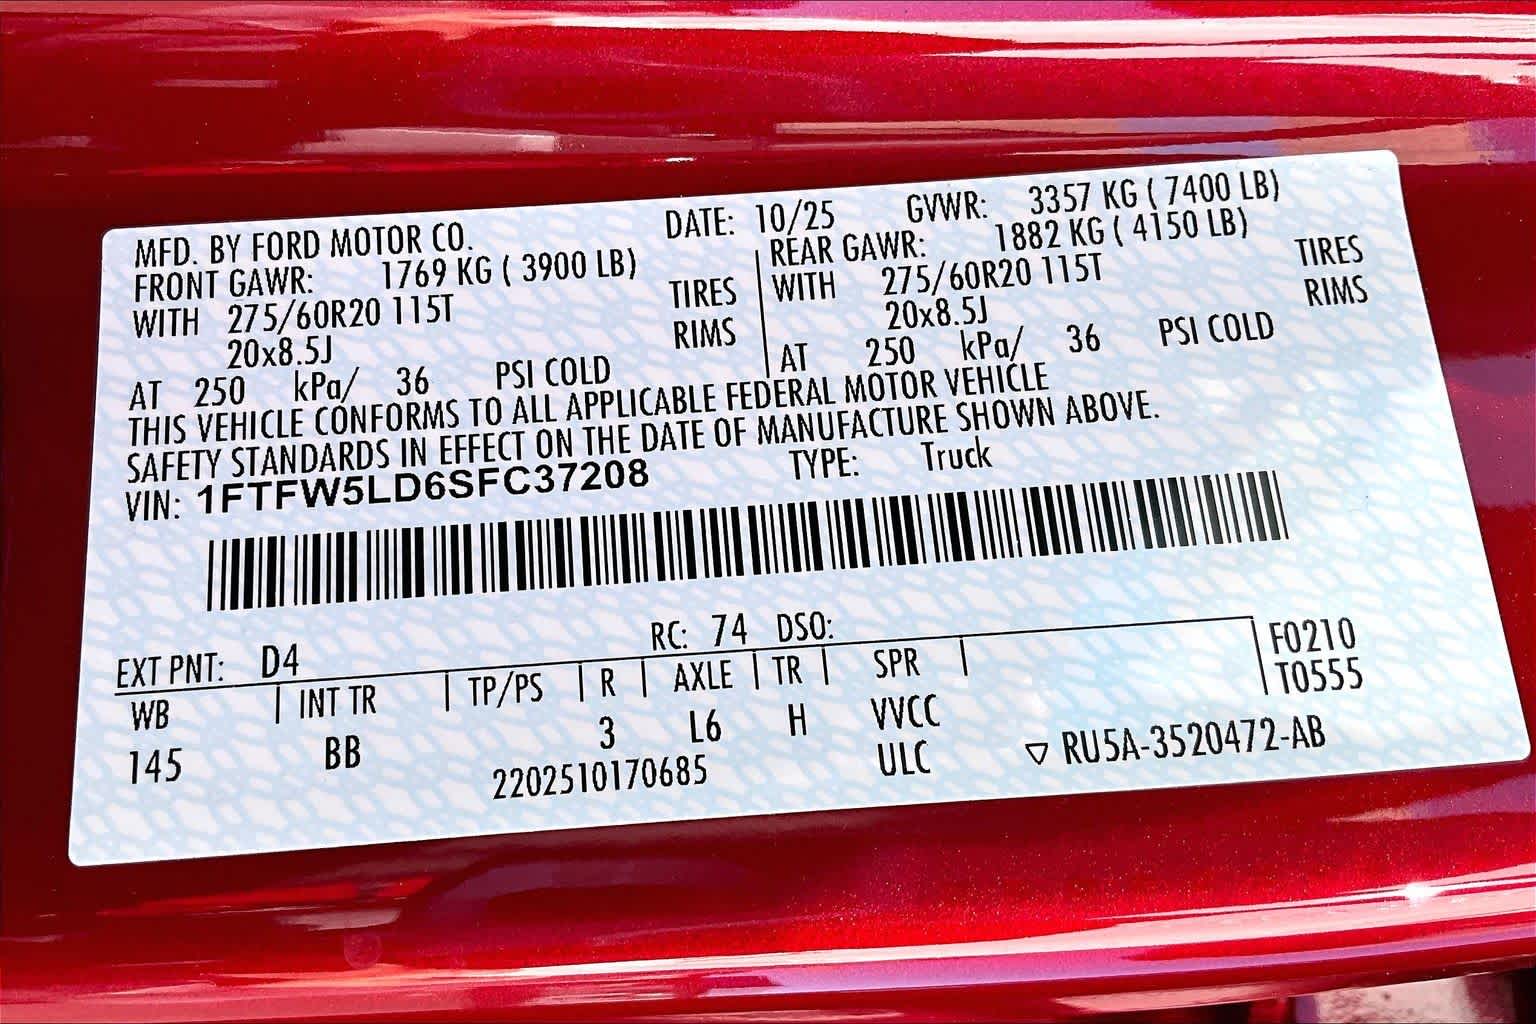 MFD. BY FORD MOTOR CO. DATE: 10/25 GVWR: 3357 KG ( 7400 LB)
FRONT GAWR: 1769 KG ( 3900 LB)
WITH 275/60R20 115T TIRES
20x8.5J RIMS
AT 250 kPa/ 36 PSI COLD
REAR GAWR: 1882 KG ( 4150 LB)
WITH 275/60R20 115T TIRES
20x8.5J RIMS
AT 250 kPa/ 36 PSI COLD
THIS VEHICLE CONFORMS TO ALL APPLICABLE FEDERAL MOTOR VEHICLE
SAFETY STANDARDS IN EFFECT ON THE DATE OF MANUFACTURE SHOWN ABOVE.
VIN: 1FTFW5LD6SFC37208 TYPE: Truck
EXT PNT: D4 RC: 74 DSO:
WB INT TR TP/PS R AXLE TR SPR
145 BB 3 L6 H VVCC
F0210
T0555
2202510170685 ULC ▽ RU5A-3520472-AB